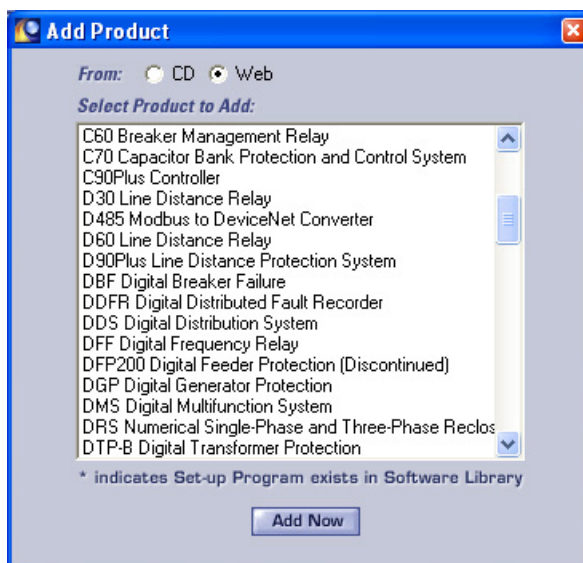 Add Product
From: CD Web
Select Product to Add:
C60 Breaker Management Relay
C70 Capacitor Bank Protection and Control System
C90Plus Controller
D30 Line Distance Relay
D485 Modbus to DeviceNet Converter
D60 Line Distance Relay
D90Plus Line Distance Protection System
DBF Digital Breaker Failure
DDFR Digital Distributed Fault Recorder
DDS Digital Distribution System
DFF Digital Frequency Relay
DFP200 Digital Feeder Protection (Discontinued)
DGP Digital Generator Protection
DMS Digital Multifunction System
DRS Numerical Single-Phase and Three-Phase Reclos
DTP-B Digital Transformer Protection
* indicates Set-up Program exists in Software Library
Add Now